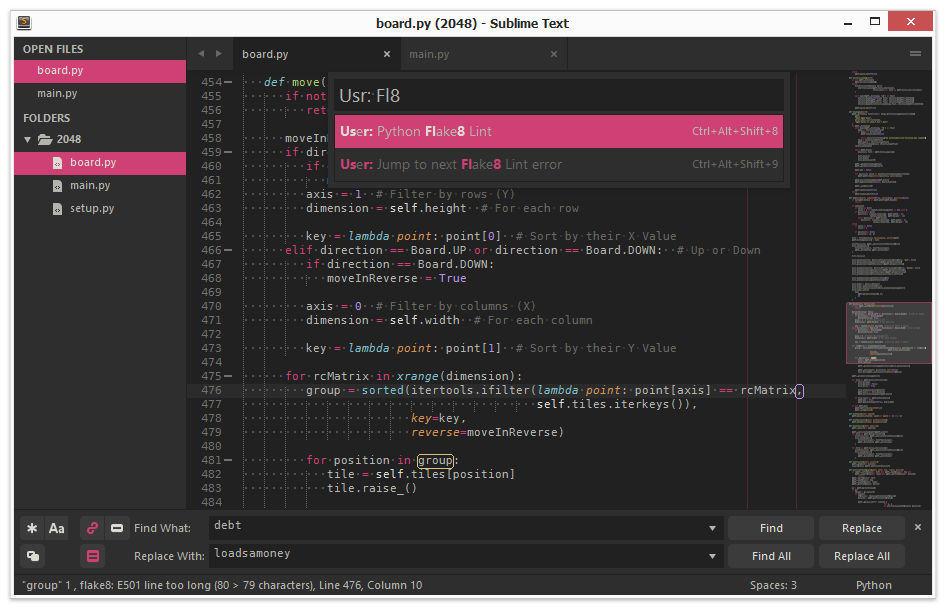 board.py (2048) - Sublime Text
OPEN FILES
board.py
main.py
FOLDERS
2048
board.py
main.py
setup.py
board.py
main.py
Usr: Fl8
User: Python Flake8 Lint Ctrl+Alt+Shift+8
User: Jump to next Flake8 Lint error Ctrl+Alt+Shift+9
454 def move(
455 if not
456 ret
457
458 moveInR
459 if dir
460 if
461
462 axis = 1 # Filter by rows (Y)
463 dimension = self.height # For each row
464
465 key = lambda point: point[0] # Sort by their X Value
466 elif direction == Board.UP or direction == Board.DOWN: # Up or Down
467 if direction == Board.DOWN:
468 moveInReverse = True
469
470 axis = 0 # Filter by columns (X)
471 dimension = self.width # For each column
472
473 key = lambda point: point[1] # Sort by their Y Value
474
475 for rcMatrix in xrange(dimension):
476 group = sorted(itertools.ifilter(lambda point: point[axis] == rcMatrix,
477 self.tiles.iterkeys()),
478 key=key,
479 reverse=moveInReverse)
480
481 for position in group:
482 tile = self.tiles[position]
483 tile.raise_()
484
Aa Find What: debt Find Replace
Replace With: loadsamoney Find All Replace All
"group" 1 , flake8: E501 line too long (80 > 79 characters), Line 476, Column 10 Spaces: 3 Python